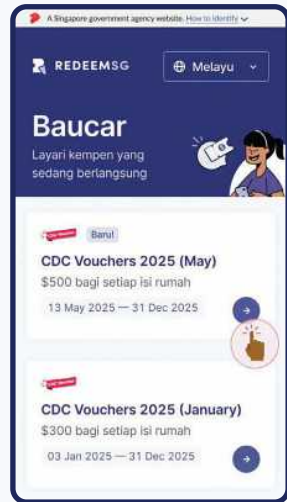 A Singapore government agency website. How to identify
REDEEMSG
Melayu
Baucar
Layari kempen yang
sedang berlangsung
Baru!
CDC Vouchers 2025 (May)
$500 bagi setiap isi rumah
13 May 2025 — 31 Dec 2025
CDC Vouchers 2025 (January)
$300 bagi setiap isi rumah
03 Jan 2025 — 31 Dec 2025